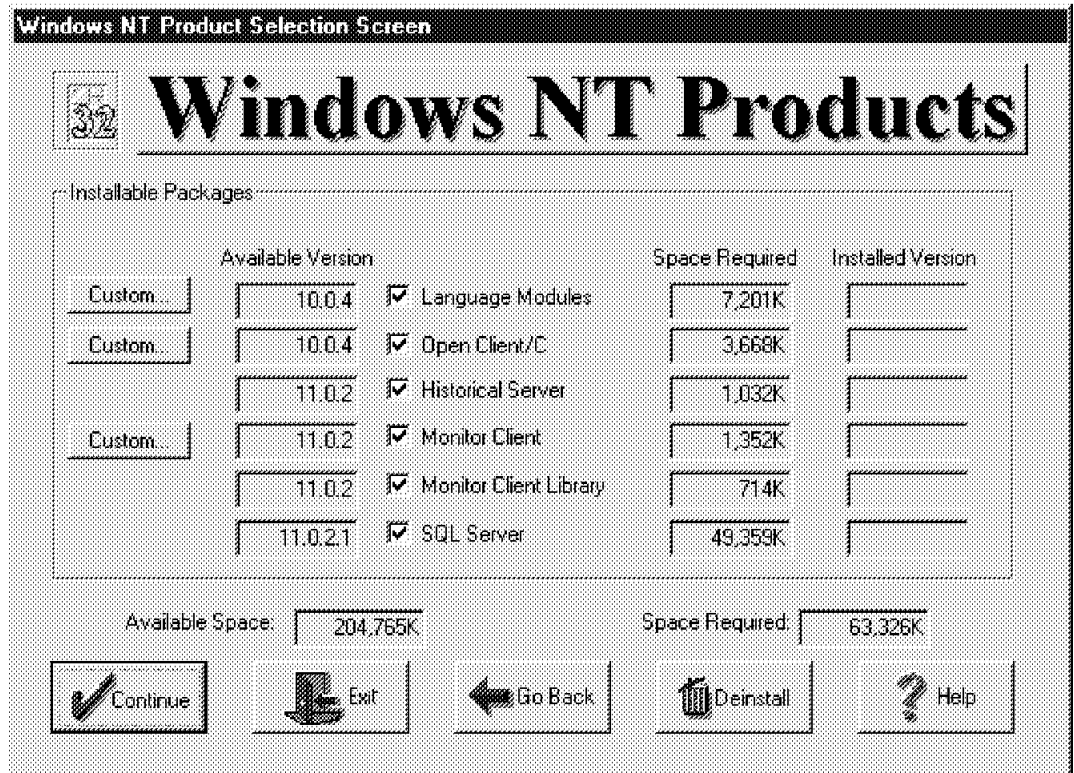 Windows NT Product Selection Screen
32
Windows NT Products
Installable Packages
Available Version Space Required Installed Version
Custom... 10.0.4 Language Modules 7,201K
Custom... 10.0.4 Open Client/C 3,668K
11.0.2 Historical Server 1,032K
Custom... 11.0.2 Monitor Client 1,352K
11.0.2 Monitor Client Library 714K
11.0.2.1 SQL Server 49,359K
Available Space: 204,765K Space Required: 63,326K
Continue Exit Go Back Deinstall Help